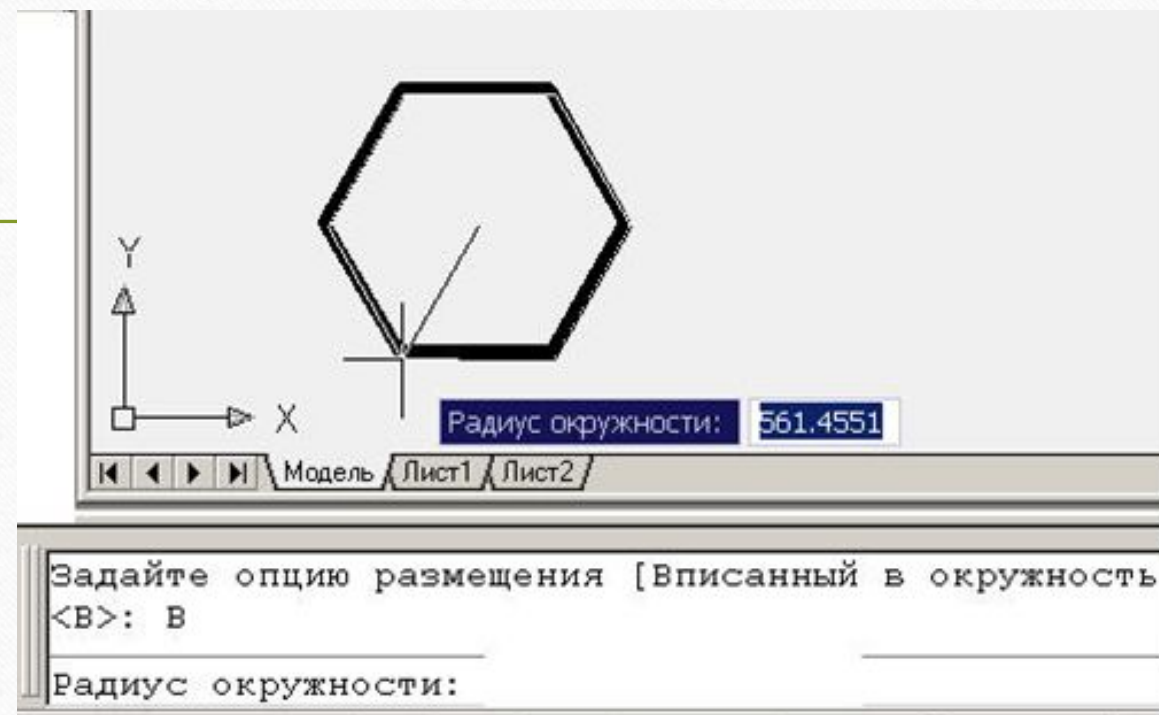 Y
X
Радиус окружности: 561.4551
Модель Лист1 Лист2
Задайте опцию размещения [Вписанный в окружность
<В>: В
Радиус окружности: